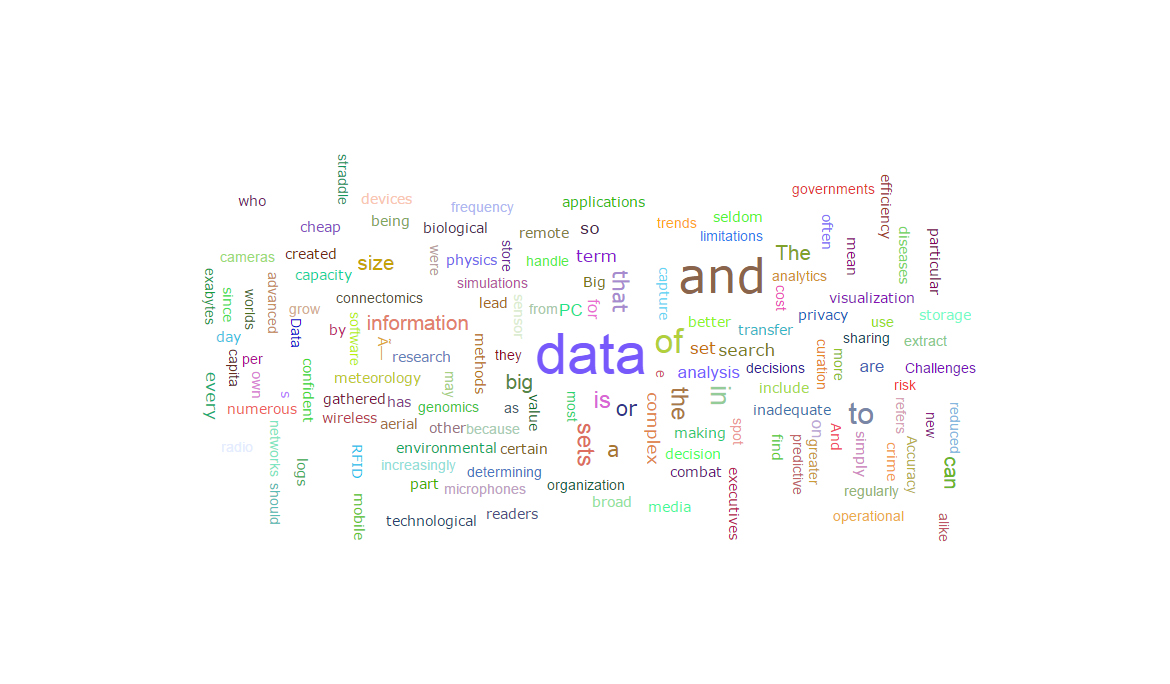 straddle
who
devices
frequency
applications
governments
efficiency
cheap
being
biological
remote
so
trends
seldom
limitations
often
mean
diseases
particular
cameras
created
size
were
physics
store
handle
term
The
analytics
exabytes
since
worlds
advanced
capacity
connectomics
simulations
lead
sensor
from
PC
Big
for
that
capture
and
cost
visualization
privacy
use
storage
grow
Data
day
by
information
software
Ã—
research
methods
they
data
of
better
set
transfer
search
sharing
extract
curation
more
capita
per
own
confident
meteorology
may
big
value
e
analysis
decisions
are
Challenges
risk
every
numerous
s
gathered
has
genomics
as
most
is
or
complex
the
in
include
inadequate
to
refers
new
reduced
radio
networks
wireless
aerial
other
because
sets
a
making
spot
on
And
find
predictive
greater
simply
crime
Accuracy
can
logs
RFID
environmental
certain
increasingly
determining
decision
combat
should
part
microphones
organization
executives
regularly
mobile
technological
readers
broad
media
operational
alike